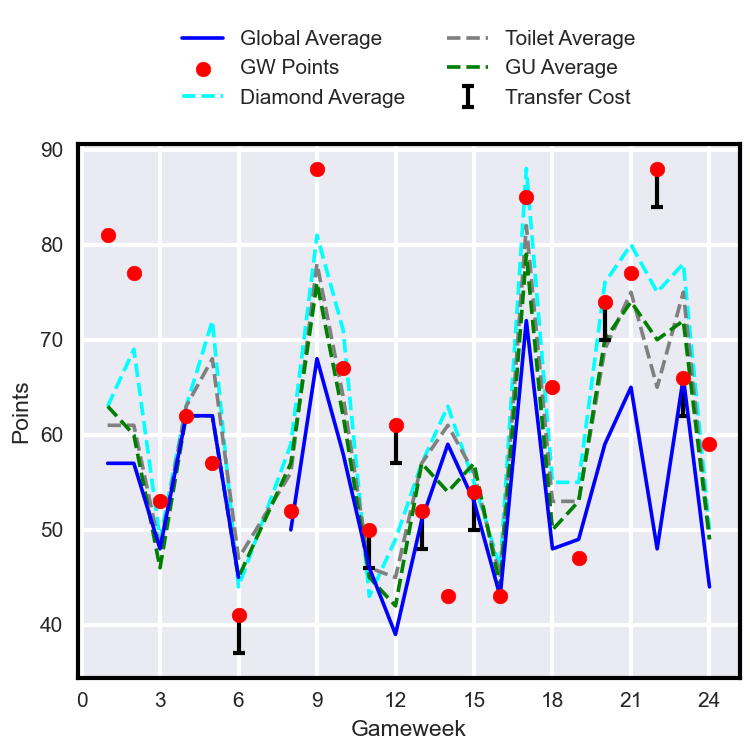 Global Average
GW Points
Diamond Average
Toilet Average
GU Average
Transfer Cost
90
80
70
60
50
40
Points
0 3 6 9 12 15 18 21 24
Gameweek